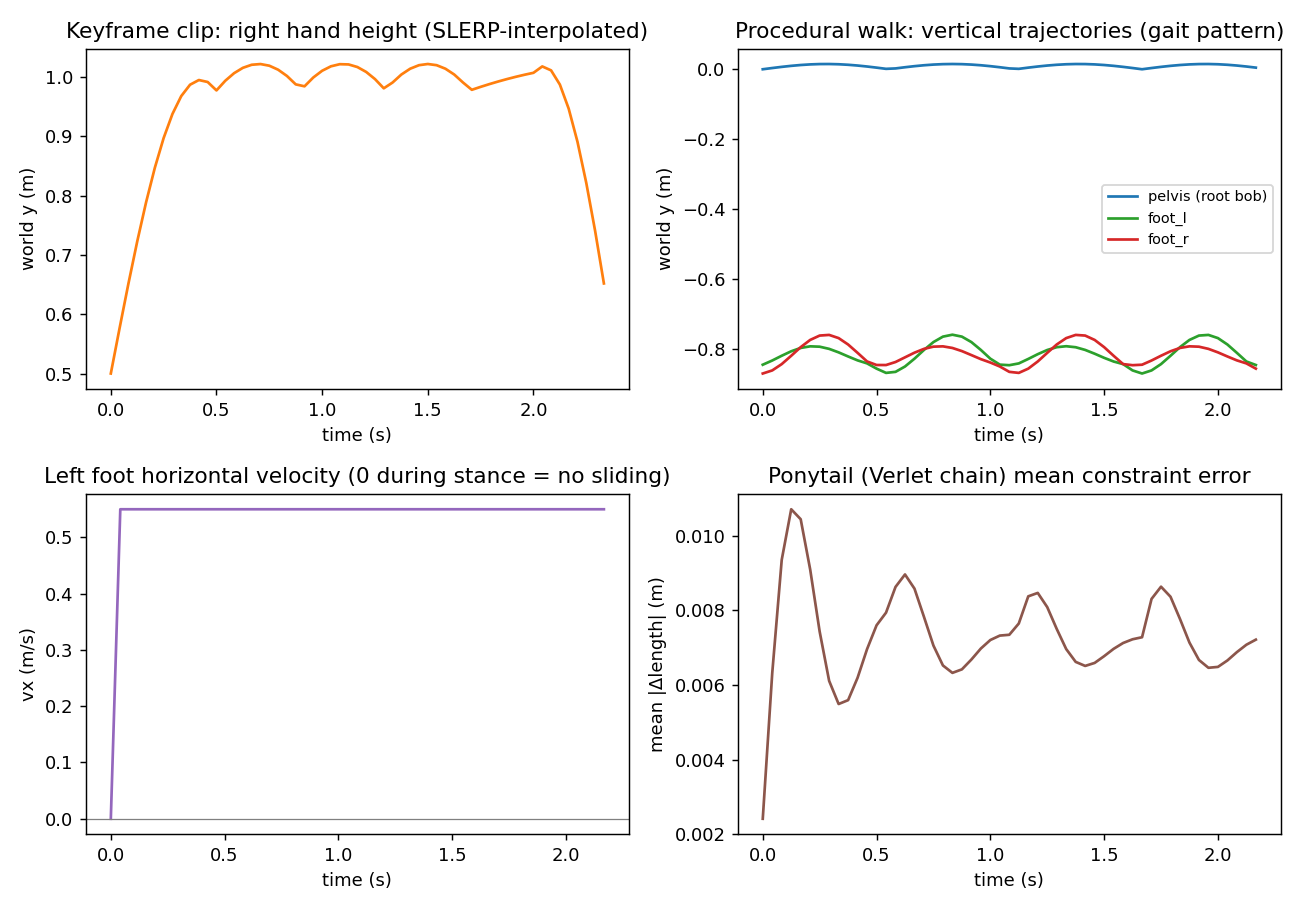 Keyframe clip: right hand height (SLERP-interpolated)
world y (m)
1.0
0.9
0.8
0.7
0.6
0.5
0.0
0.5
1.0
1.5
2.0
time (s)
Procedural walk: vertical trajectories (gait pattern)
world y (m)
0.0
−0.2
−0.4
−0.6
−0.8
pelvis (root bob)
foot_l
foot_r
0.0
0.5
1.0
1.5
2.0
time (s)
Left foot horizontal velocity (0 during stance = no sliding)
vx (m/s)
0.5
0.4
0.3
0.2
0.1
0.0
0.0
0.5
1.0
1.5
2.0
time (s)
Ponytail (Verlet chain) mean constraint error
mean |Δlength| (m)
0.010
0.008
0.006
0.004
0.002
0.0
0.5
1.0
1.5
2.0
time (s)